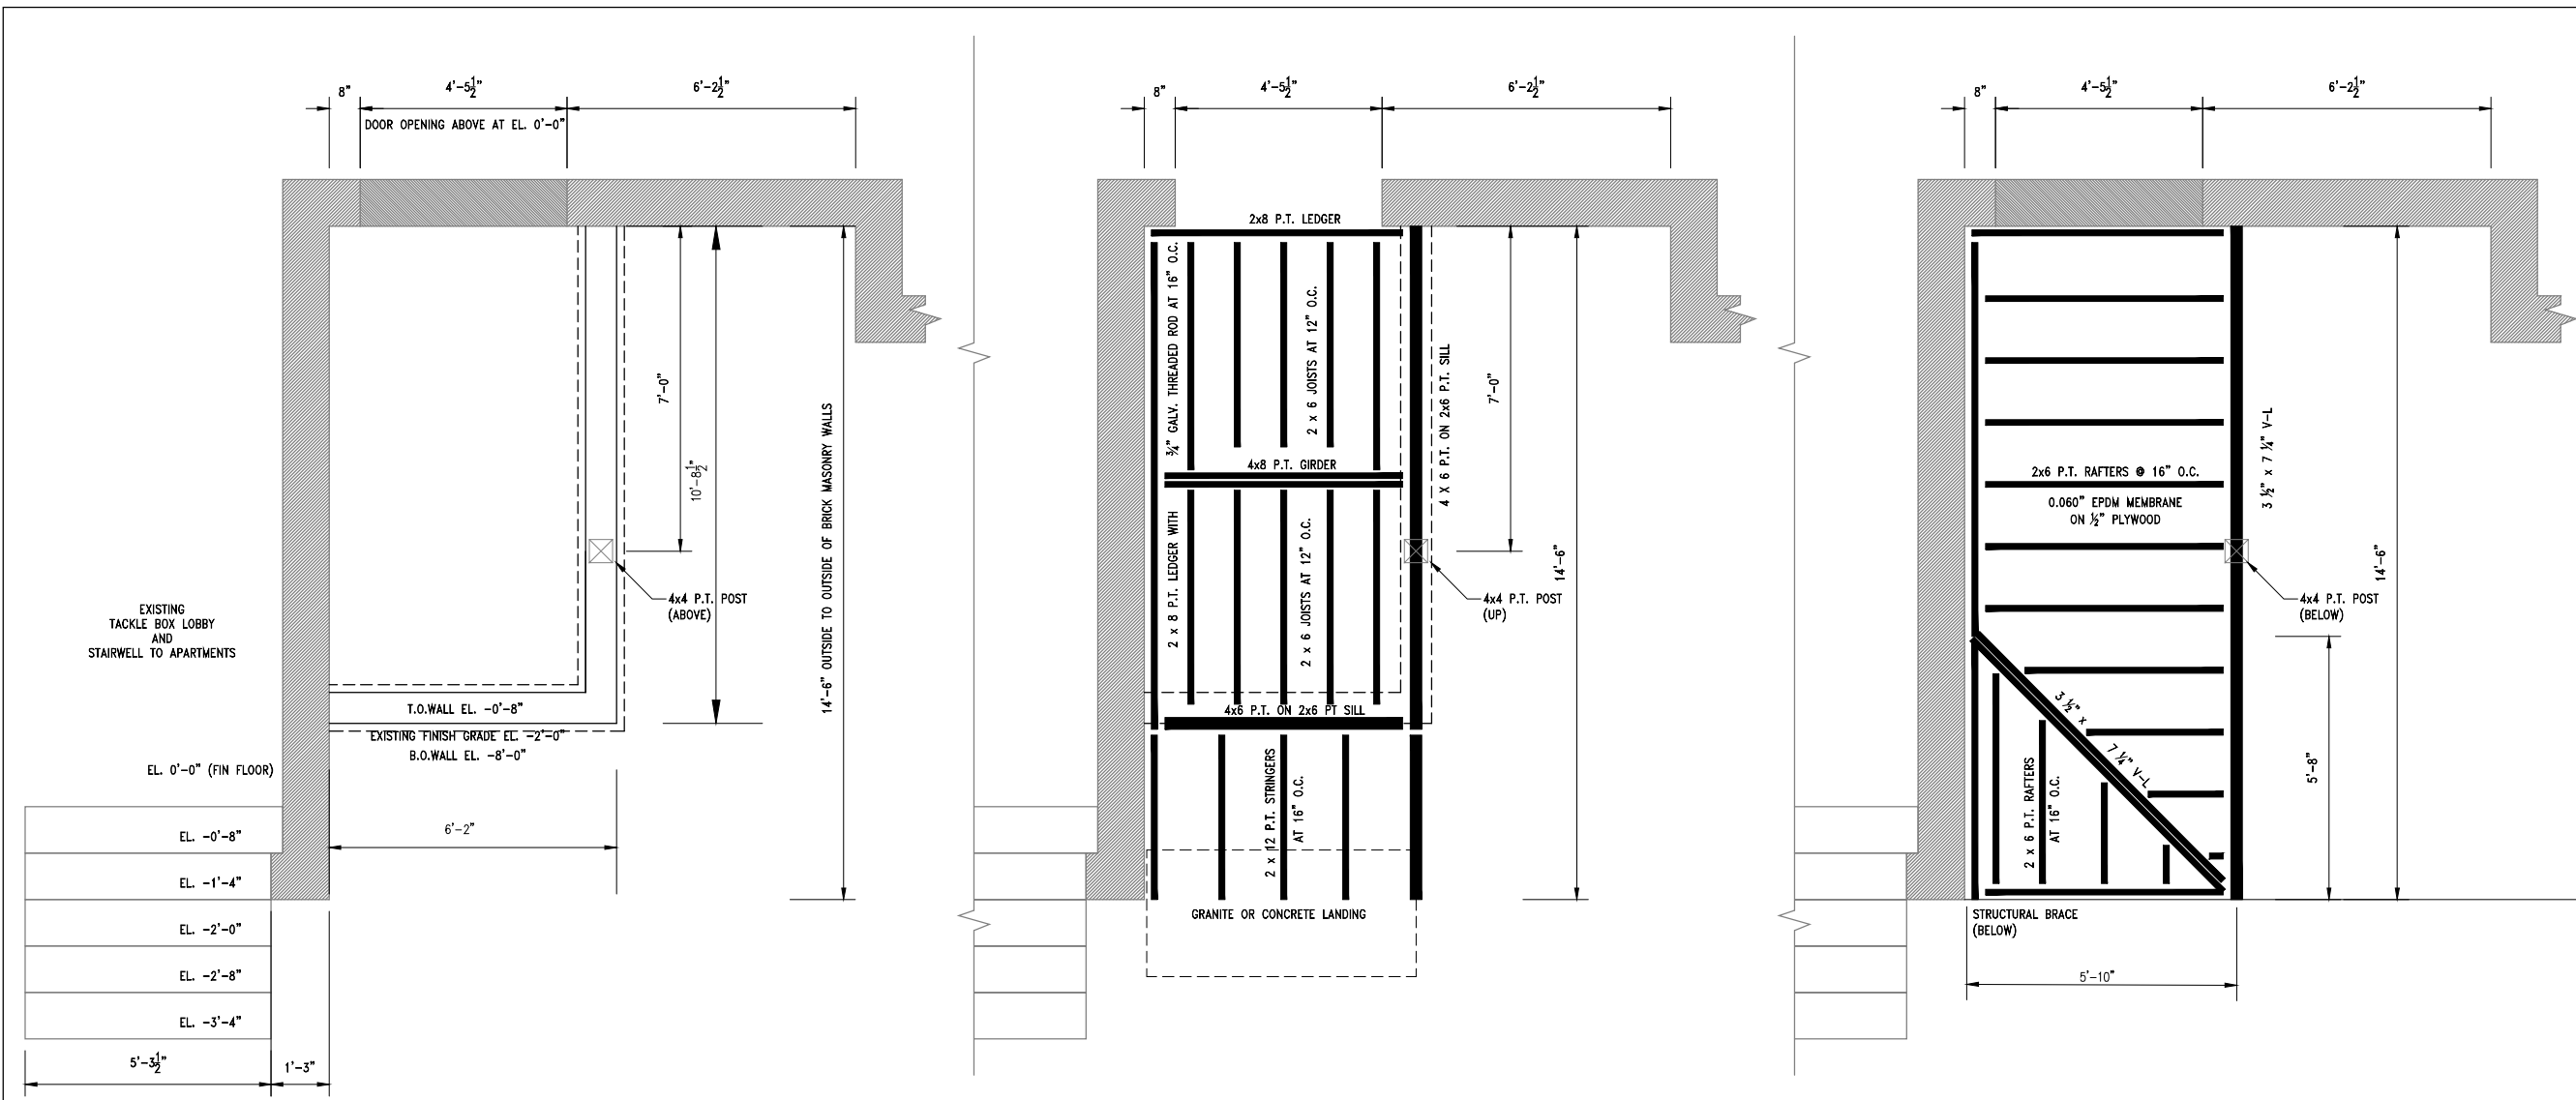 8" 4'-5½" 6'-2½"
DOOR OPENING ABOVE AT EL. 0'-0"
7'-0"
10'-8½"
14'-6" OUTSIDE TO OUTSIDE OF BRICK MASONRY WALLS
4x4 P.T. POST
(ABOVE)
EXISTING
TACKLE BOX LOBBY
AND
STAIRWELL TO APARTMENTS
T.O.WALL EL. -0'-8"
EXISTING FINISH GRADE EL. -2'-0"
B.O.WALL EL. -8'-0"
EL. 0'-0" (FIN FLOOR)
6'-2"
EL. -0'-8"
EL. -1'-4"
EL. -2'-0"
EL. -2'-8"
EL. -3'-4"
5'-3½" 1'-3"
8" 4'-5½" 6'-2½"
2x8 P.T. LEDGER
2 x 8 P.T. LEDGER WITH ¾" GALV. THREADED ROD AT 16" O.C.
2 x 6 JOISTS AT 12" O.C.
4x8 P.T. GIRDER
2 x 6 JOISTS AT 12" O.C.
4 X 6 P.T. ON 2x6 P.T. SILL
7'-0"
14'-6"
4x4 P.T. POST
(UP)
4x6 P.T. ON 2x6 PT SILL
2 x 12 P.T. STRINGERS
AT 16" O.C.
GRANITE OR CONCRETE LANDING
8" 4'-5½" 6'-2½"
3 ½" x 7 ¼" V-L
2x6 P.T. RAFTERS @ 16" O.C.
0.060" EPDM MEMBRANE
ON ½" PLYWOOD
14'-6"
4x4 P.T. POST
(BELOW)
3 ½" x
7 ¼" V-L
2 x 6 P.T. RAFTERS
AT 16" O.C.
5'-8"
STRUCTURAL BRACE
(BELOW)
5'-10"